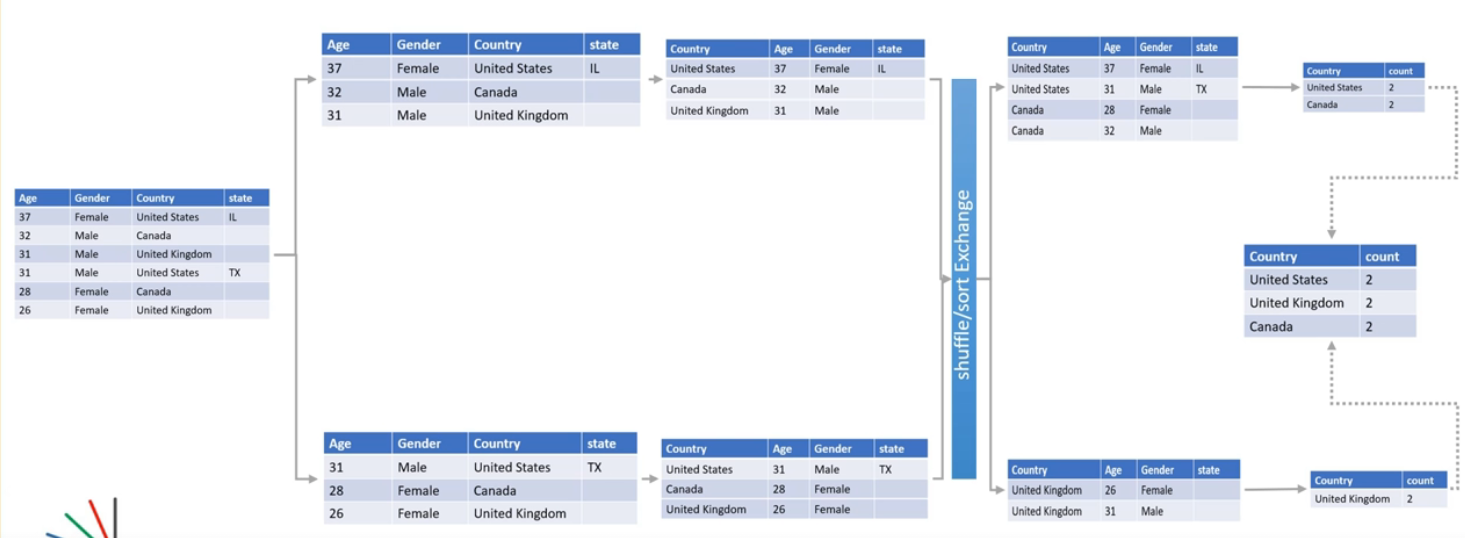 Age Gender Country state
37 Female United States IL
32 Male Canada
31 Male United Kingdom
31 Male United States TX
28 Female Canada
26 Female United Kingdom
Age Gender Country state
37 Female United States IL
32 Male Canada
31 Male United Kingdom
Country Age Gender state
United States 37 Female IL
Canada 32 Male
United Kingdom 31 Male
Age Gender Country state
31 Male United States TX
28 Female Canada
26 Female United Kingdom
Country Age Gender state
United States 31 Male TX
Canada 28 Female
United Kingdom 26 Female
shuffle/sort Exchange
Country Age Gender state
United States 37 Female IL
United States 31 Male TX
Canada 28 Female
Canada 32 Male
Country count
United States 2
Canada 2
Country Age Gender state
United Kingdom 26 Female
United Kingdom 31 Male
Country count
United Kingdom 2
Country count
United States 2
United Kingdom 2
Canada 2